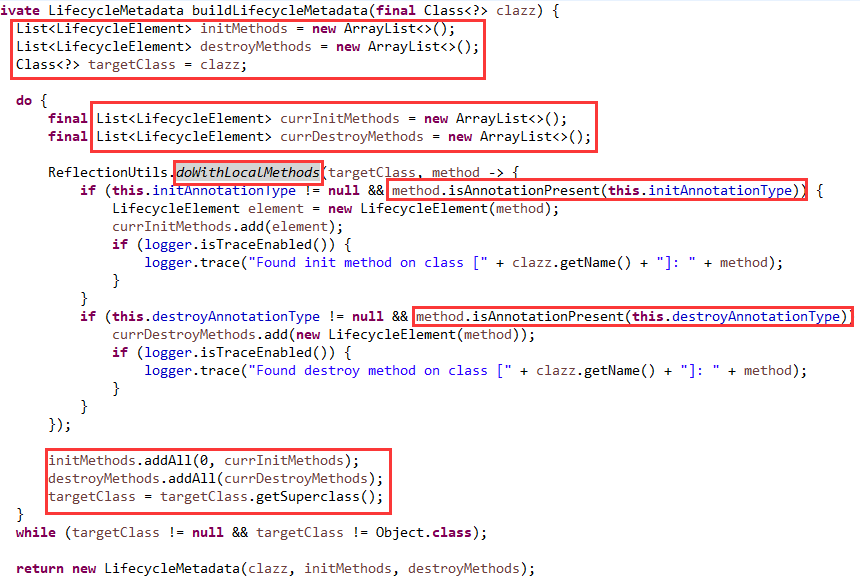 ivate LifecycleMetadata buildLifecycleMetadata(final Class<?> clazz) {
List<LifecycleElement> initMethods = new ArrayList<>();
List<LifecycleElement> destroyMethods = new ArrayList<>();
Class<?> targetClass = clazz;
do {
final List<LifecycleElement> currInitMethods = new ArrayList<>();
final List<LifecycleElement> currDestroyMethods = new ArrayList<>();
ReflectionUtils.doWithLocalMethods(targetClass, method -> {
if (this.initAnnotationType != null && method.isAnnotationPresent(this.initAnnotationType)) {
LifecycleElement element = new LifecycleElement(method);
currInitMethods.add(element);
if (logger.isTraceEnabled()) {
logger.trace("Found init method on class [" + clazz.getName() + "]: " + method);
}
}
if (this.destroyAnnotationType != null && method.isAnnotationPresent(this.destroyAnnotationType))
currDestroyMethods.add(new LifecycleElement(method));
if (logger.isTraceEnabled()) {
logger.trace("Found destroy method on class [" + clazz.getName() + "]: " + method);
}
}
});
initMethods.addAll(0, currInitMethods);
destroyMethods.addAll(currDestroyMethods);
targetClass = targetClass.getSuperclass();
}
while (targetClass != null && targetClass != Object.class);
return new LifecycleMetadata(clazz, initMethods, destroyMethods);